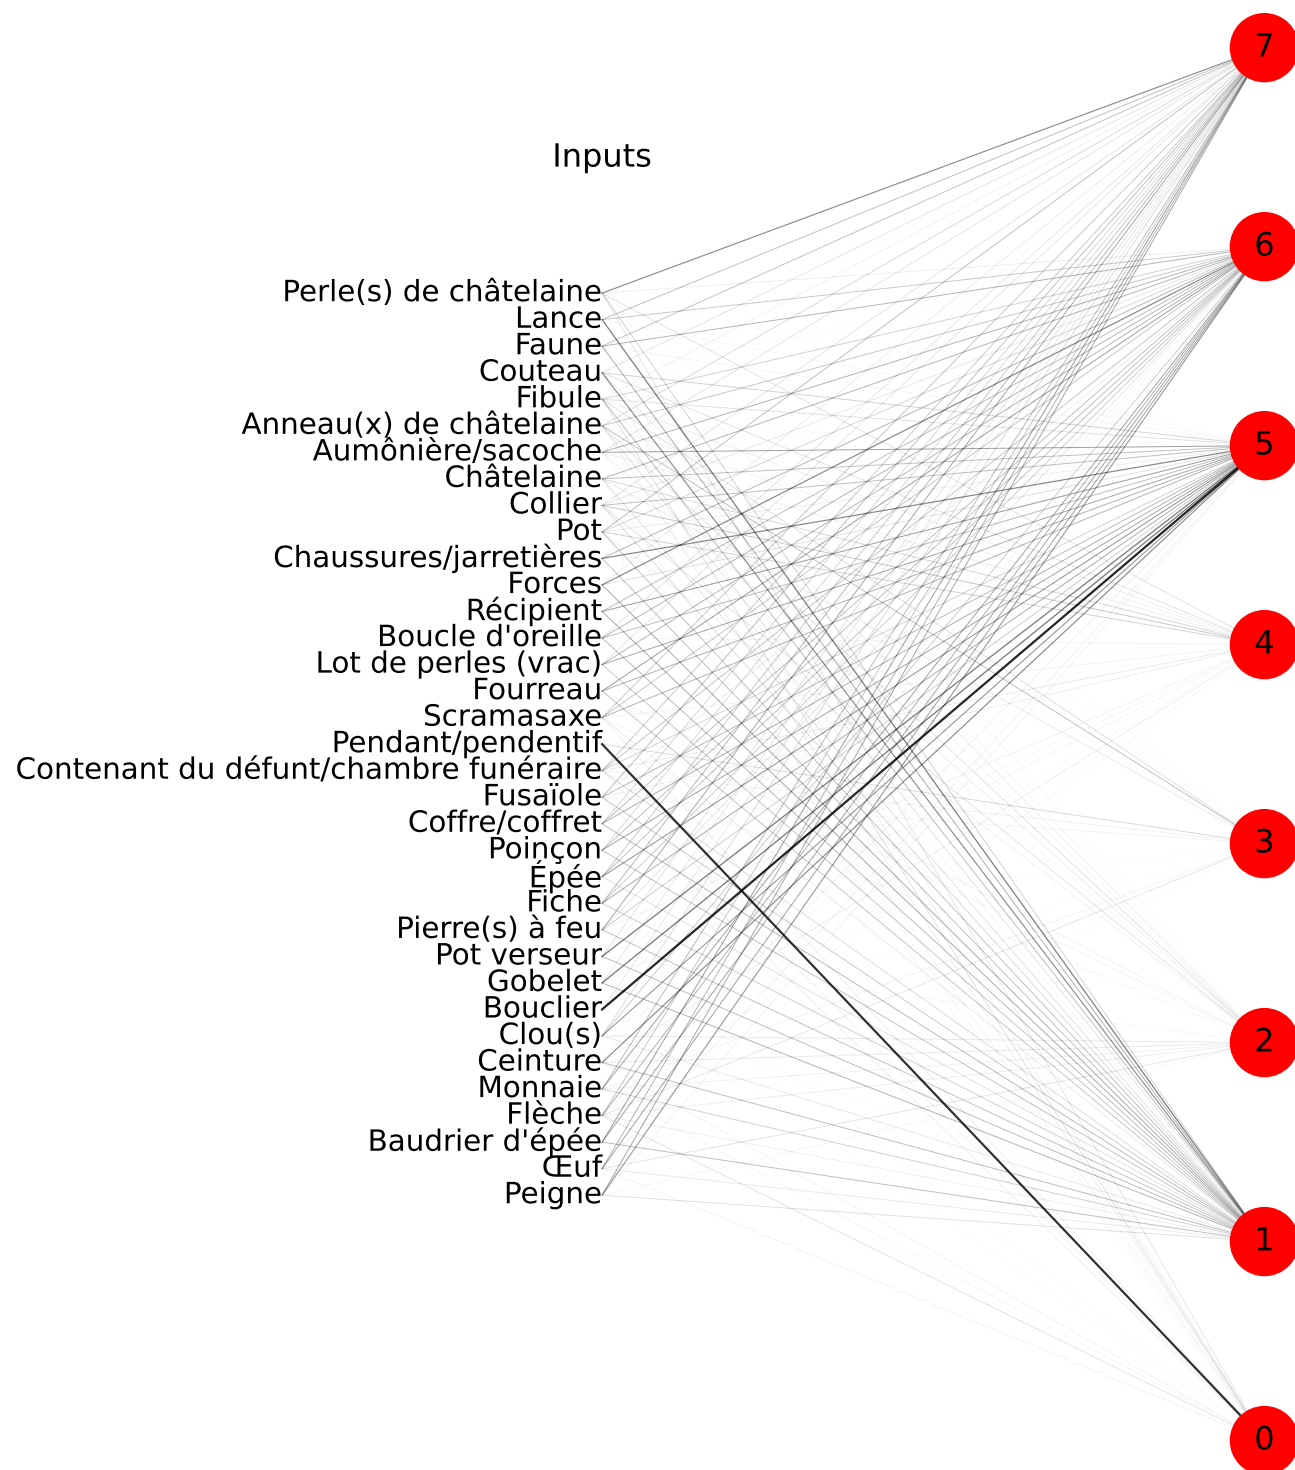 7
Inputs
6
Perle(s) de châtelaine
Lance
Faune
Couteau
Fibule
Anneau(x) de châtelaine
5
Aumônière/sacoche
Châtelaine
Collier
Pot
Chaussures/jarretières
Forces
Récipient
Boucle d'oreille
4
Lot de perles (vrac)
Fourreau
Scramasaxe
Pendant/pendentif
Contenant du défunt/chambre funéraire
Fusaïole
Coffre/coffret
3
Poinçon
Épée
Fiche
Pierre(s) à feu
Pot verseur
Gobelet
Bouclier
Clou(s)
2
Ceinture
Monnaie
Flèche
Baudrier d'épée
Œuf
Peigne
1
0